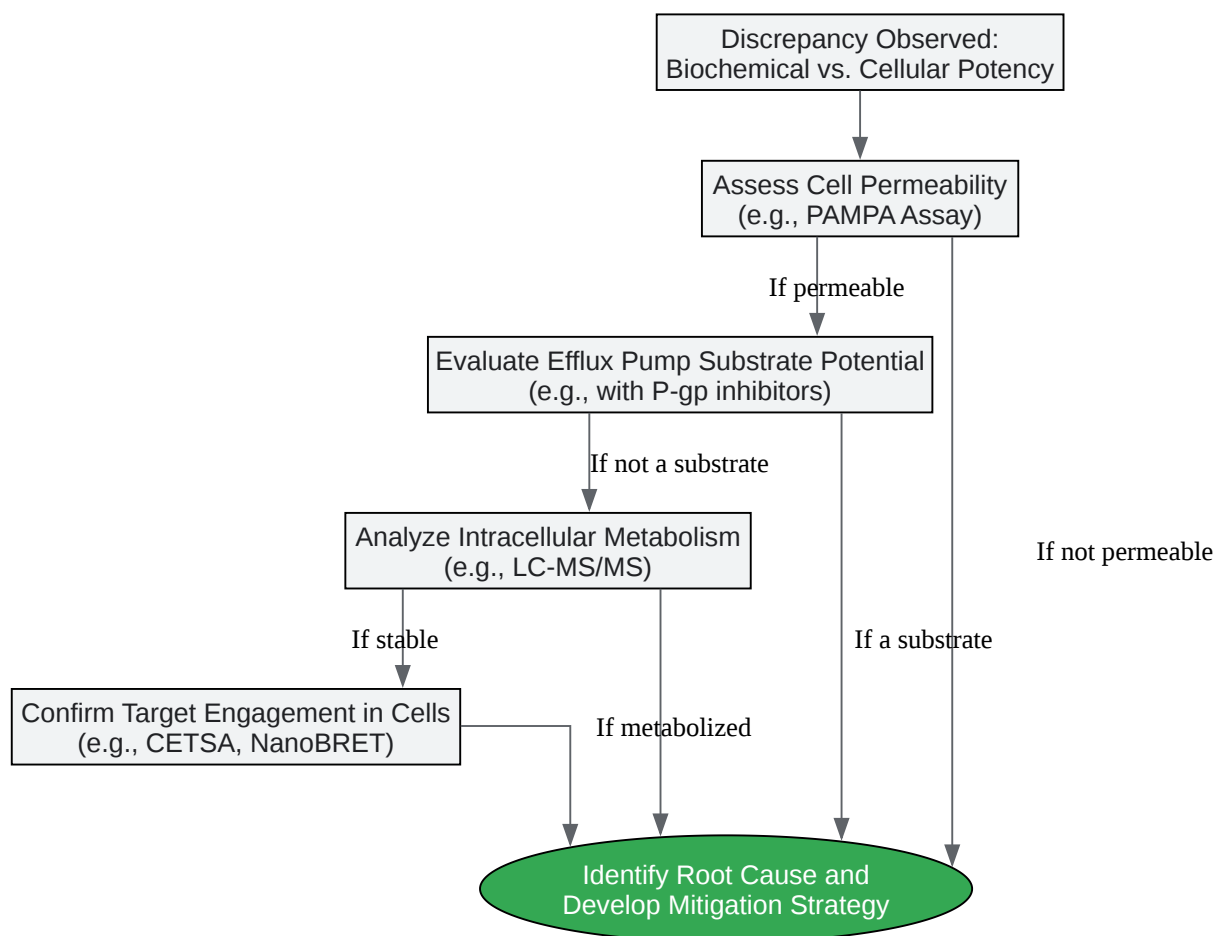 Discrepancy Observed:
Biochemical vs. Cellular Potency
Assess Cell Permeability
(e.g., PAMPA Assay)
If permeable
Evaluate Efflux Pump Substrate Potential
(e.g., with P-gp inhibitors)
If not a substrate
Analyze Intracellular Metabolism
(e.g., LC-MS/MS)
If not permeable
If stable
If a substrate
Confirm Target Engagement in Cells
(e.g., CETSA, NanoBRET)
If metabolized
Identify Root Cause and
Develop Mitigation Strategy